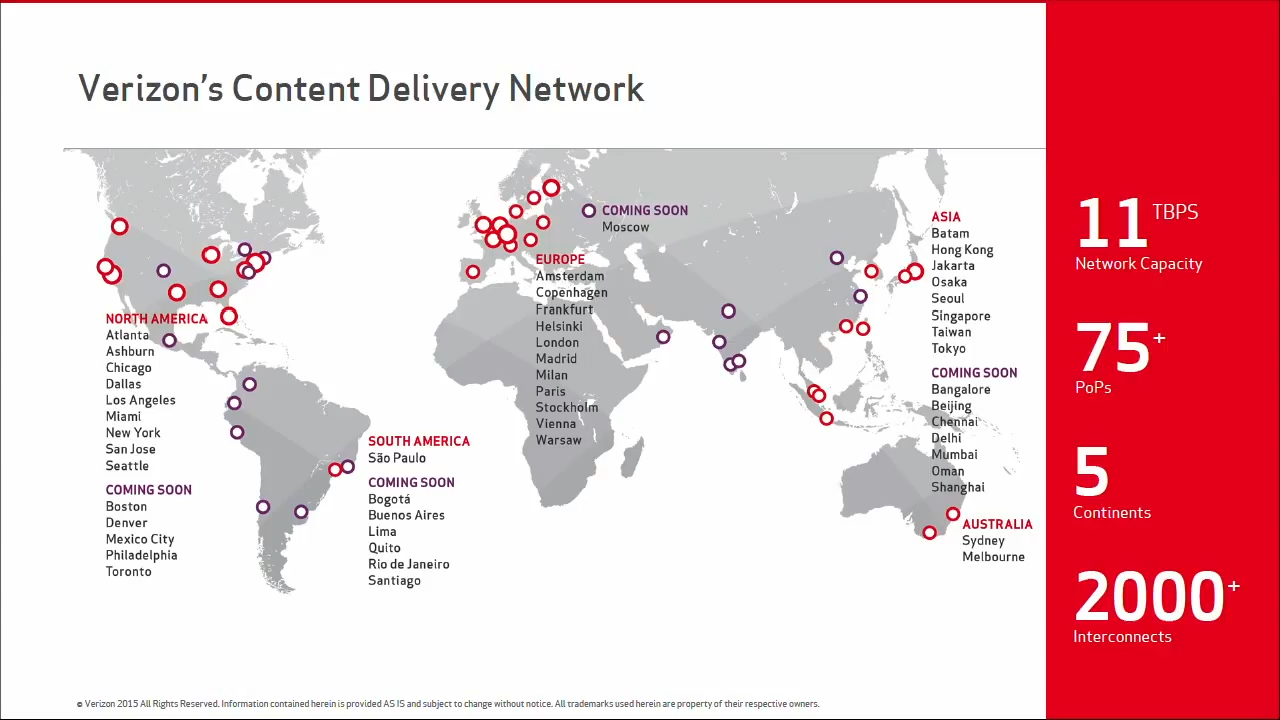 Verizon's Content Delivery Network
NORTH AMERICA
Atlanta
Ashburn
Chicago
Dallas
Los Angeles
Miami
New York
San Jose
Seattle
COMING SOON
Boston
Denver
Mexico City
Philadelphia
Toronto
SOUTH AMERICA
São Paulo
COMING SOON
Bogotá
Buenos Aires
Lima
Quito
Rio de Janeiro
Santiago
COMING SOON
Moscow
EUROPE
Amsterdam
Copenhagen
Frankfurt
Helsinki
London
Madrid
Milan
Paris
Stockholm
Vienna
Warsaw
ASIA
Batam
Hong Kong
Jakarta
Osaka
Seoul
Singapore
Taiwan
Tokyo
COMING SOON
Bangalore
Beijing
Chennai
Delhi
Mumbai
Oman
Shanghai
AUSTRALIA
Sydney
Melbourne
11 TBPS
Network Capacity
75+
PoPs
5
Continents
2000+
Interconnects
© Verizon 2015 All Rights Reserved. Information contained herein is provided AS IS and subject to change without notice. All trademarks used herein are property of their respective owners.